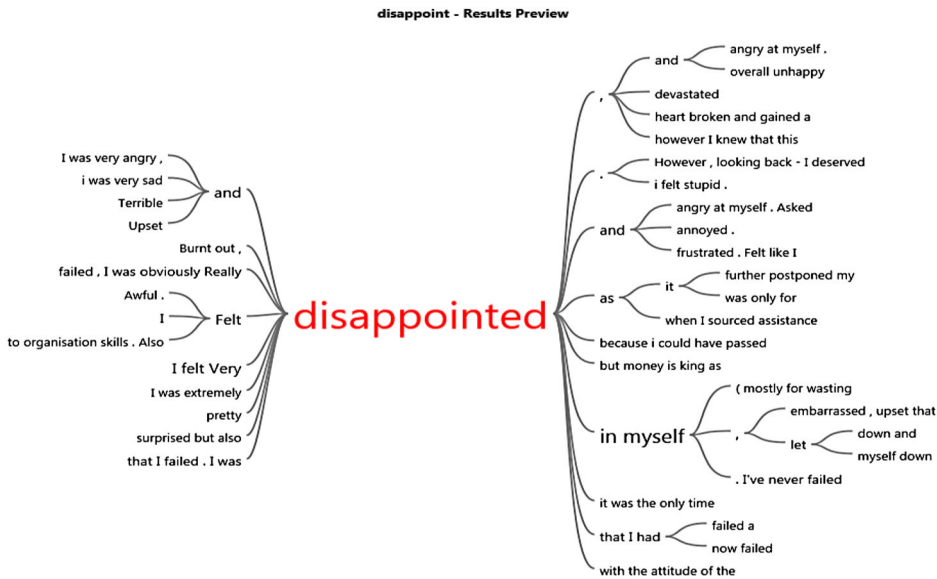 disappoint - Results Preview
I was very angry ,
i was very sad
Terrible
Upset
and
Burnt out ,
failed , I was obviously Really
Awful .
I
to organisation skills . Also
Felt
I felt Very
I was extremely
pretty
surprised but also
that I failed . I was
disappointed
,
and
angry at myself .
overall unhappy
devastated
heart broken and gained a
however I knew that this
.
However , looking back - I deserved
i felt stupid .
and
angry at myself . Asked
annoyed .
frustrated . Felt like I
as
it
further postponed my
was only for
when I sourced assistance
because i could have passed
but money is king as
in myself
( mostly for wasting
,
embarrassed , upset that
let
down and
myself down
. I've never failed
it was the only time
that I had
failed a
now failed
with the attitude of the